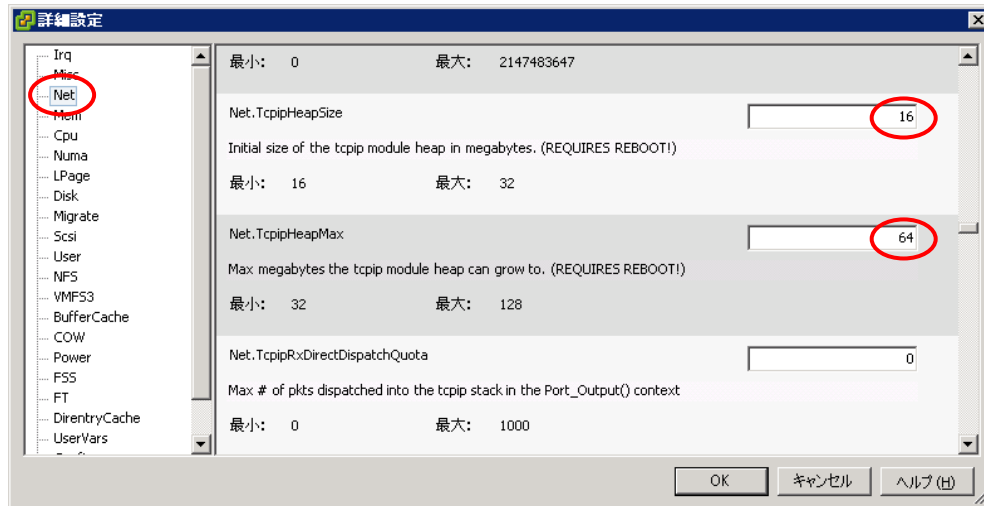 詳細設定
Irq
Misc
Net
Mem
Cpu
Numa
LPage
Disk
Migrate
Scsi
User
NFS
VMFS3
BufferCache
COW
Power
FSS
FT
DirentryCache
UserVars
最小: 0 最大: 2147483647
Net.TcpipHeapSize 16
Initial size of the tcpip module heap in megabytes. (REQUIRES REBOOT!)
最小: 16 最大: 32
Net.TcpipHeapMax 64
Max megabytes the tcpip module heap can grow to. (REQUIRES REBOOT!)
最小: 32 最大: 128
Net.TcpipRxDirectDispatchQuota 0
Max # of pkts dispatched into the tcpip stack in the Port_Output() context
最小: 0 最大: 1000
OK キャンセル ヘルプ(H)